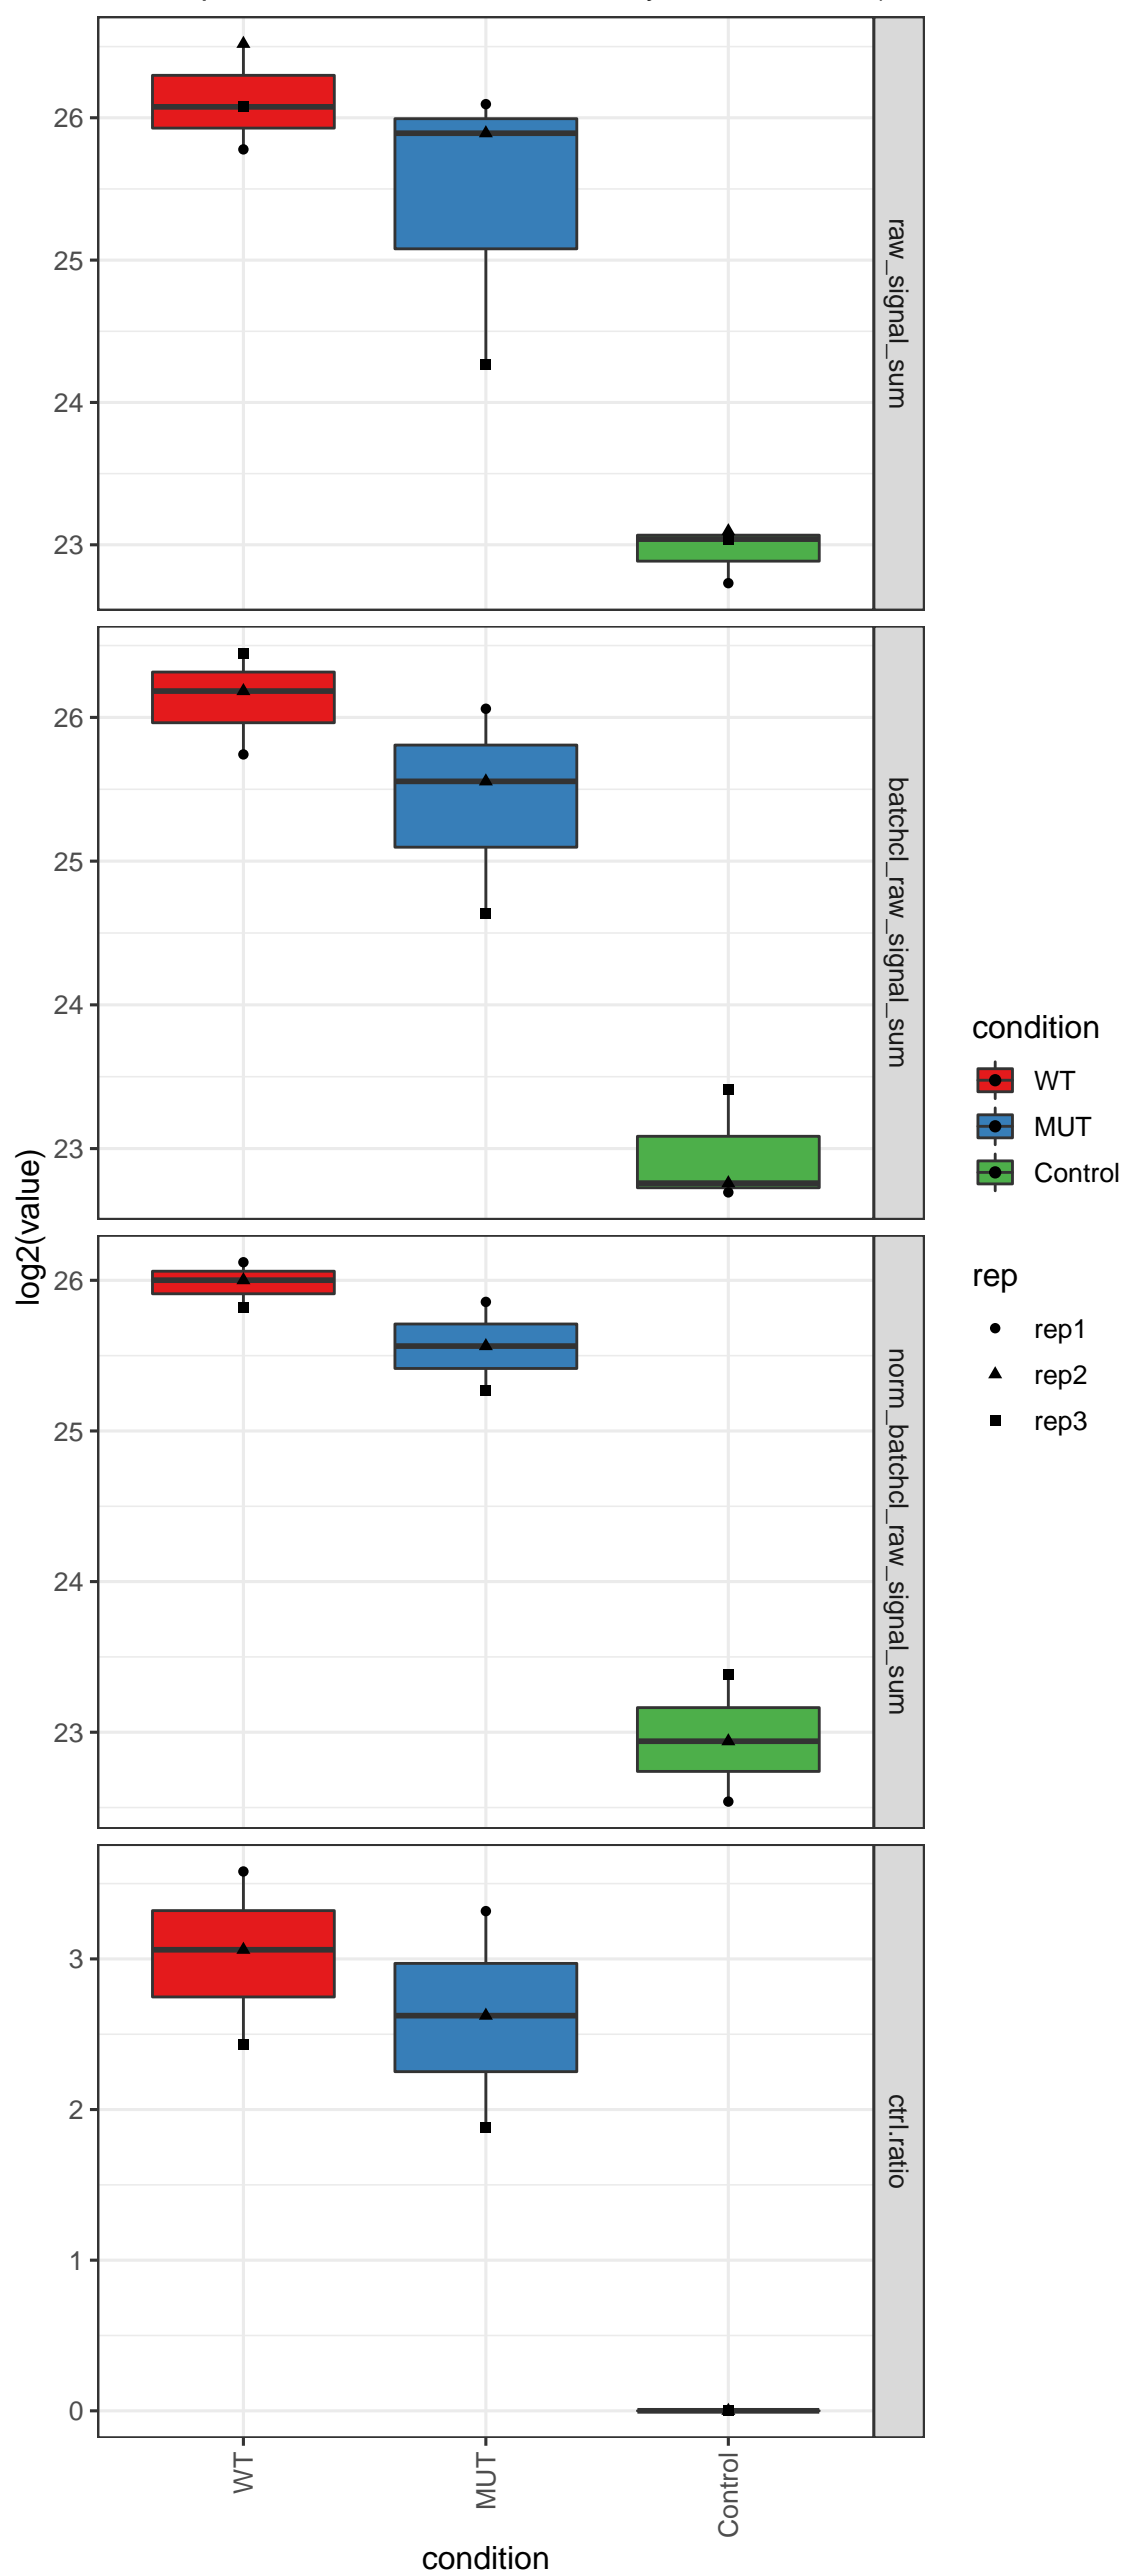 26
25
24
23
raw_signal_sum
26
25
24
23
batchcl_raw_signal_sum
26
25
24
23
norm_batchcl_raw_signal_sum
3
2
1
0
ctrl.ratio
log2(value)
WT
MUT
Control
condition
condition
WT
MUT
Control
rep
rep1
rep2
rep3